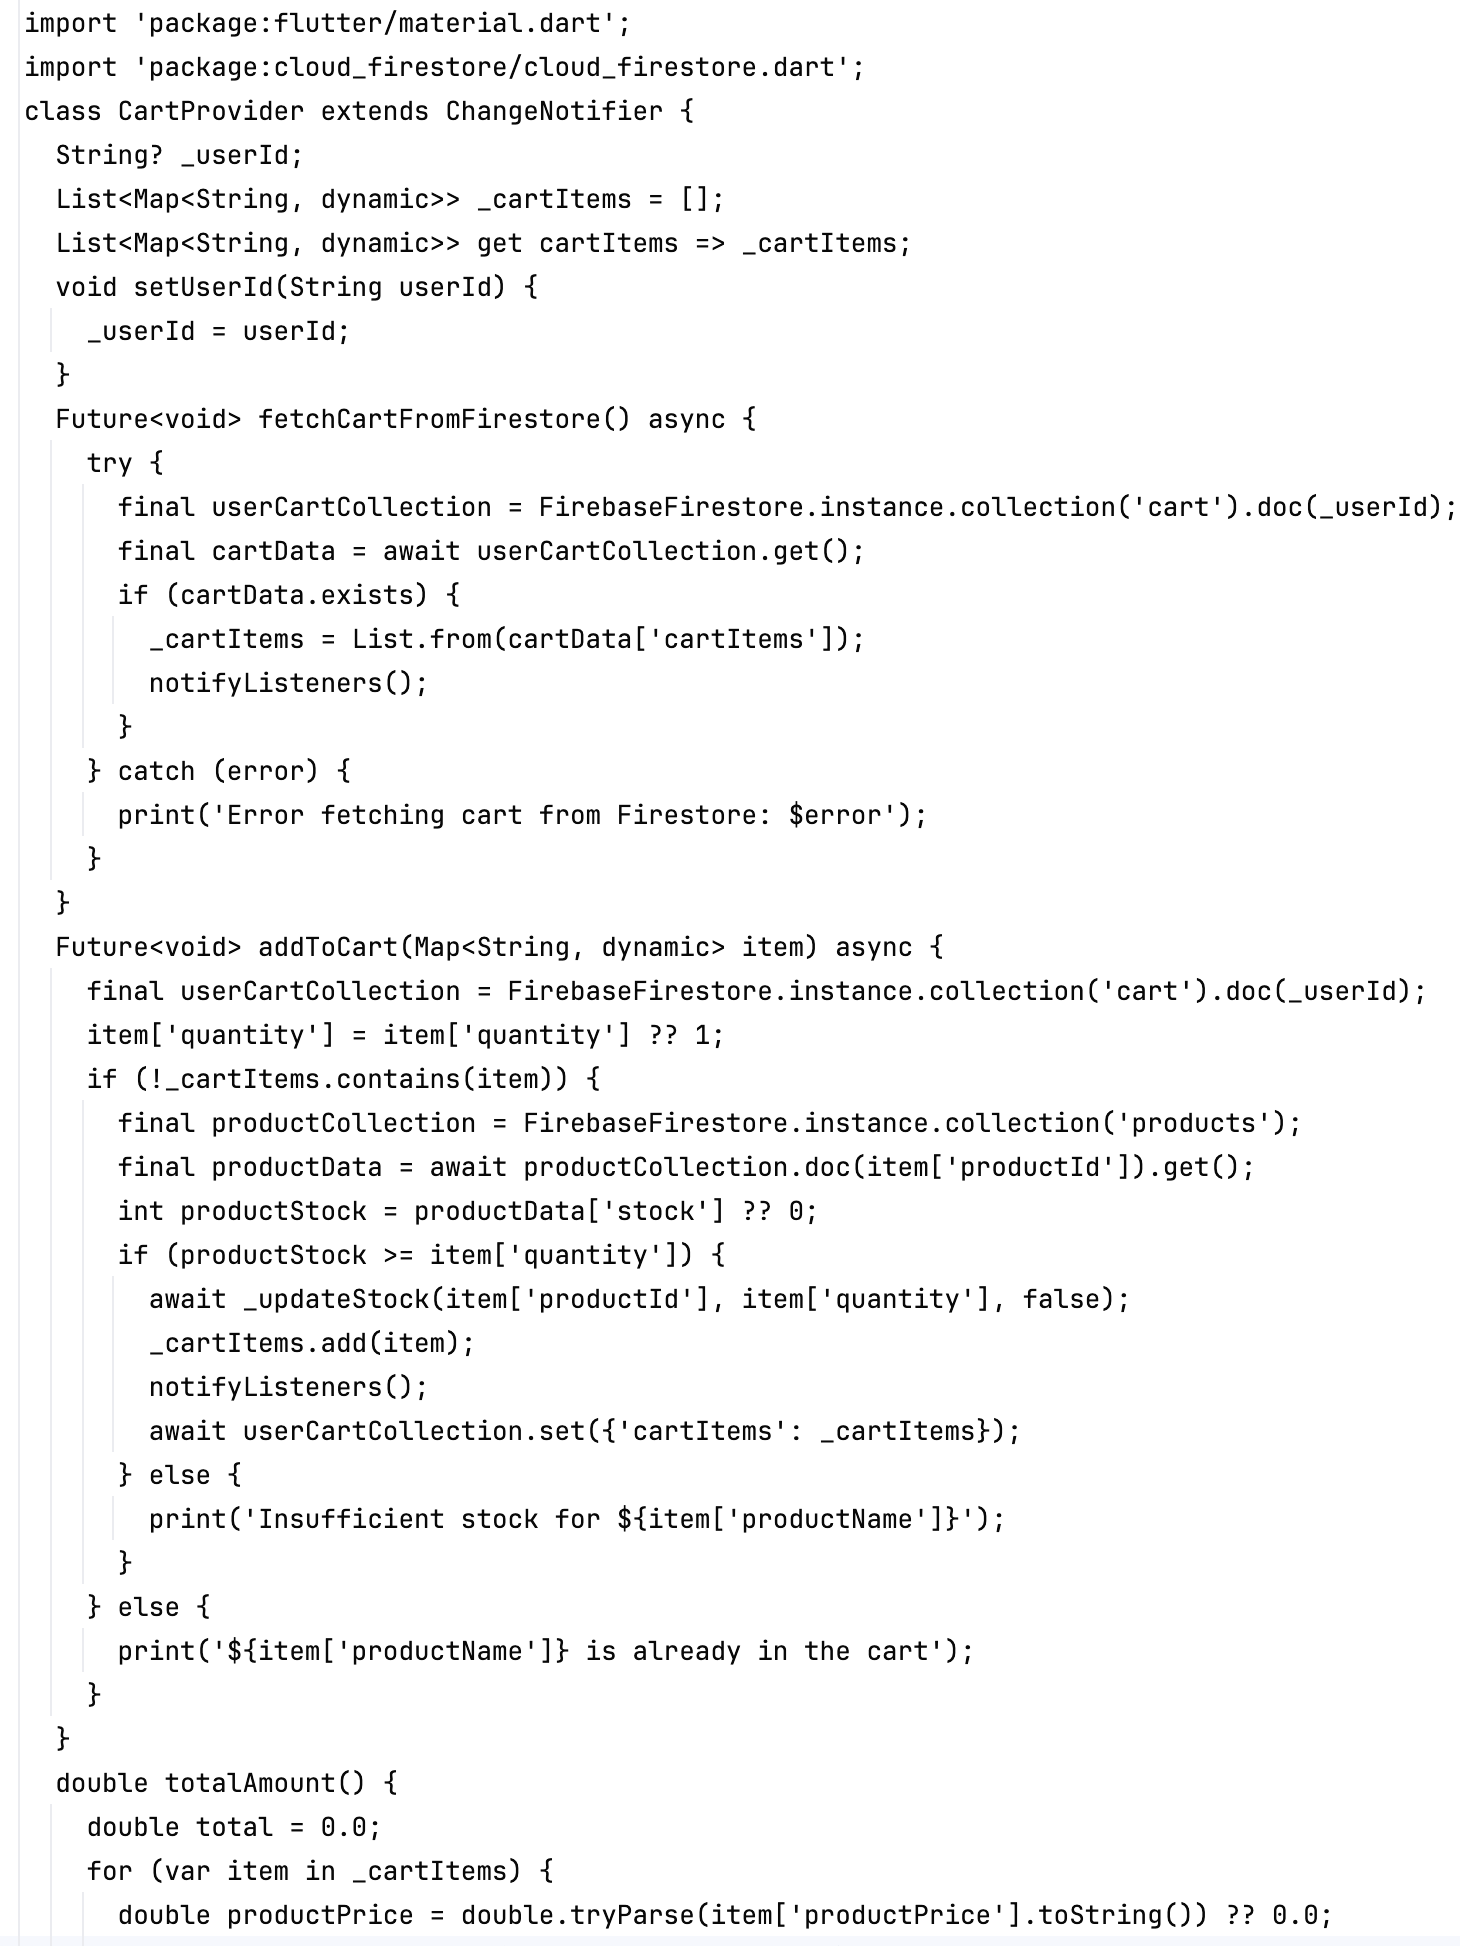 import 'package:flutter/material.dart';
import 'package:cloud_firestore/cloud_firestore.dart';
class CartProvider extends ChangeNotifier {
  String? _userId;
  List<Map<String, dynamic>> _cartItems = [];
  List<Map<String, dynamic>> get cartItems => _cartItems;
  void setUserId(String userId) {
    _userId = userId;
  }
  Future<void> fetchCartFromFirestore() async {
    try {
      final userCartCollection = FirebaseFirestore.instance.collection('cart').doc(_userId);
      final cartData = await userCartCollection.get();
      if (cartData.exists) {
        _cartItems = List.from(cartData['cartItems']);
        notifyListeners();
      }
    } catch (error) {
      print('Error fetching cart from Firestore: $error');
    }
  }
  Future<void> addToCart(Map<String, dynamic> item) async {
    final userCartCollection = FirebaseFirestore.instance.collection('cart').doc(_userId);
    item['quantity'] = item['quantity'] ?? 1;
    if (!_cartItems.contains(item)) {
      final productCollection = FirebaseFirestore.instance.collection('products');
      final productData = await productCollection.doc(item['productId']).get();
      int productStock = productData['stock'] ?? 0;
      if (productStock >= item['quantity']) {
        await _updateStock(item['productId'], item['quantity'], false);
        _cartItems.add(item);
        notifyListeners();
        await userCartCollection.set({'cartItems': _cartItems});
      } else {
        print('Insufficient stock for ${item['productName']}');
      }
    } else {
      print('${item['productName']} is already in the cart');
    }
  }
  double totalAmount() {
    double total = 0.0;
    for (var item in _cartItems) {
      double productPrice = double.tryParse(item['productPrice'].toString()) ?? 0.0;